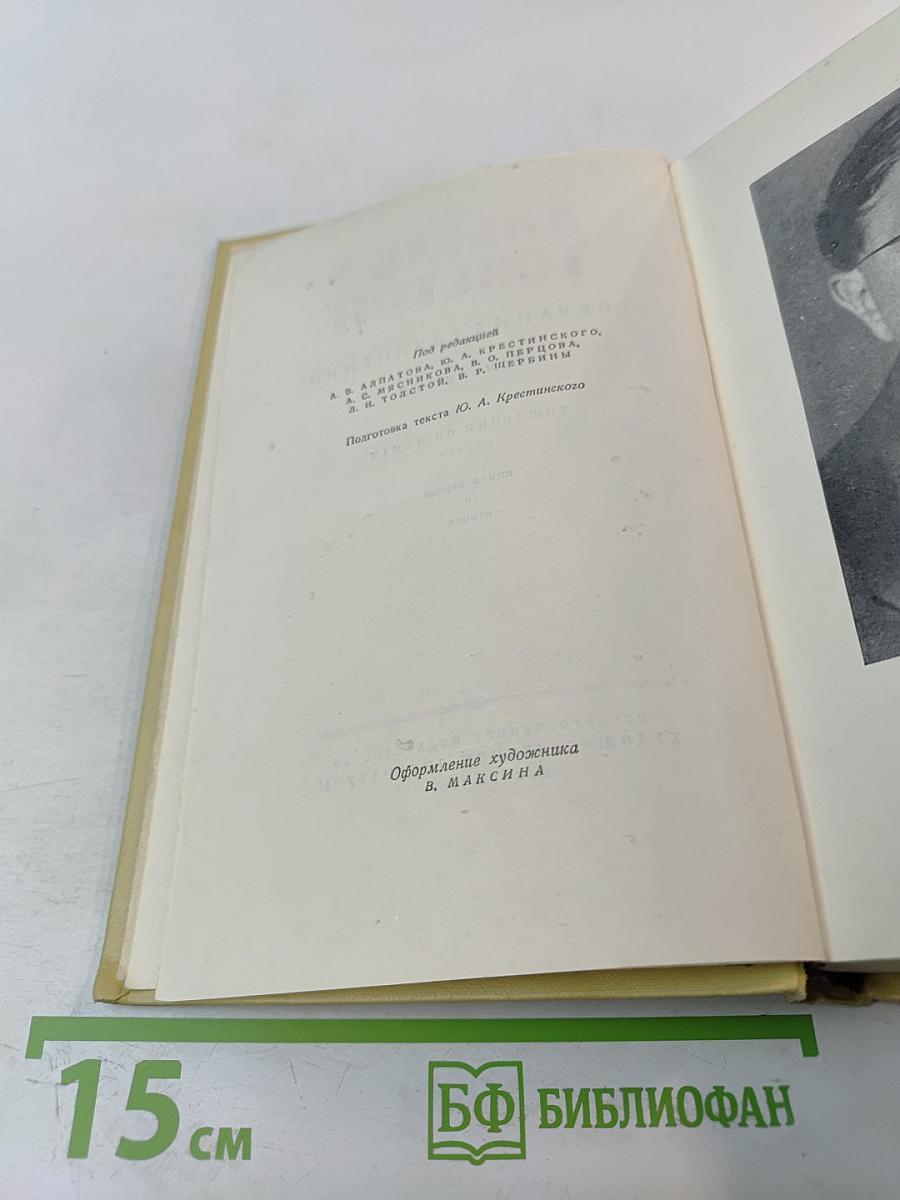 Под редакцией
А. В. АЛПАТОВА, Ю. А. КРЕСТИНСКОГО,
А. С. МЯСНИКОВА, В. О. ПЕРЦОВА,
Л. И. ТОЛСТОЙ, В. Р. ЩЕРБИНЫ
Подготовка текста Ю. А. Крестинского
Оформление художника
В. МАКСИНА
15 см
БФ БИБЛИОФАН